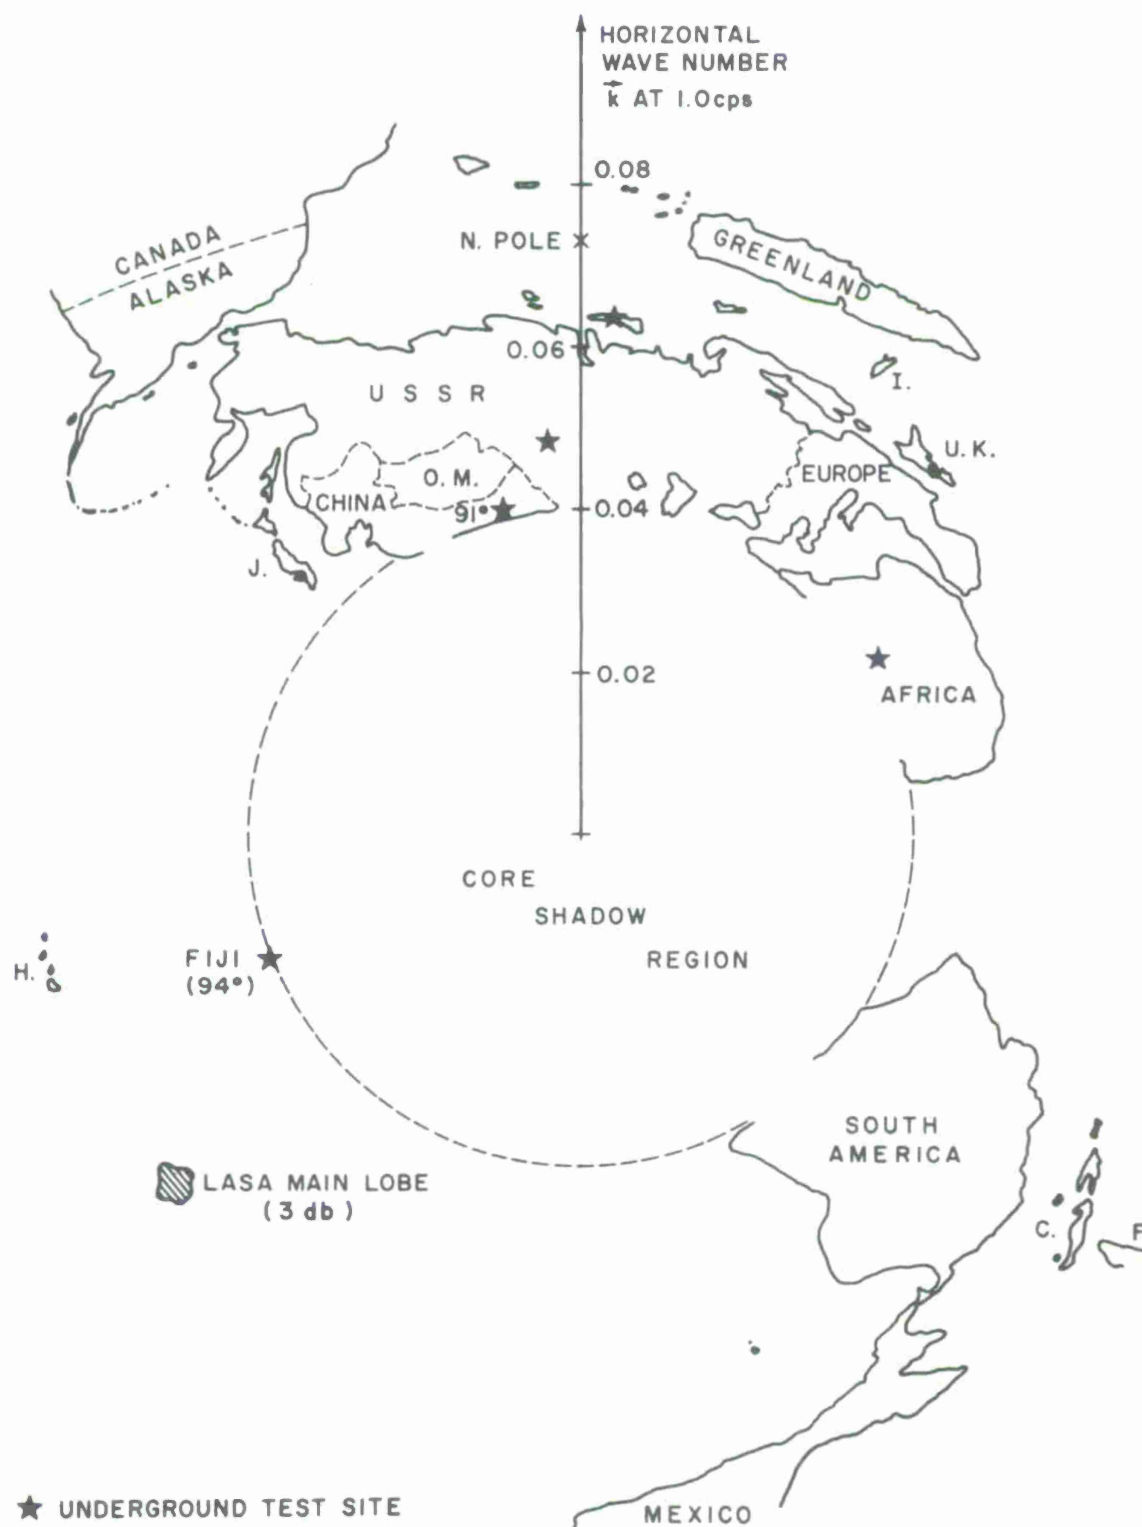 HORIZONTAL
WAVE NUMBER
k AT 1.0cps
0.08
CANADA
ALASKA
N. POLE
GREENLAND
0.06
I.
USSR
U.K.
O.M.
EUROPE
CHINA
91°
0.04
J.
0.02
AFRICA
CORE
SHADOW
REGION
H.
FIJI
(94°)
SOUTH
AMERICA
LASA MAIN LOBE
(3 db)
C.
F
★ UNDERGROUND TEST SITE
MEXICO